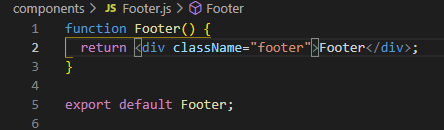 components > JS Footer.js > Footer
1 function Footer() {
2 return <div className="footer">Footer</div>;
3 }
4
5 export default Footer;
6